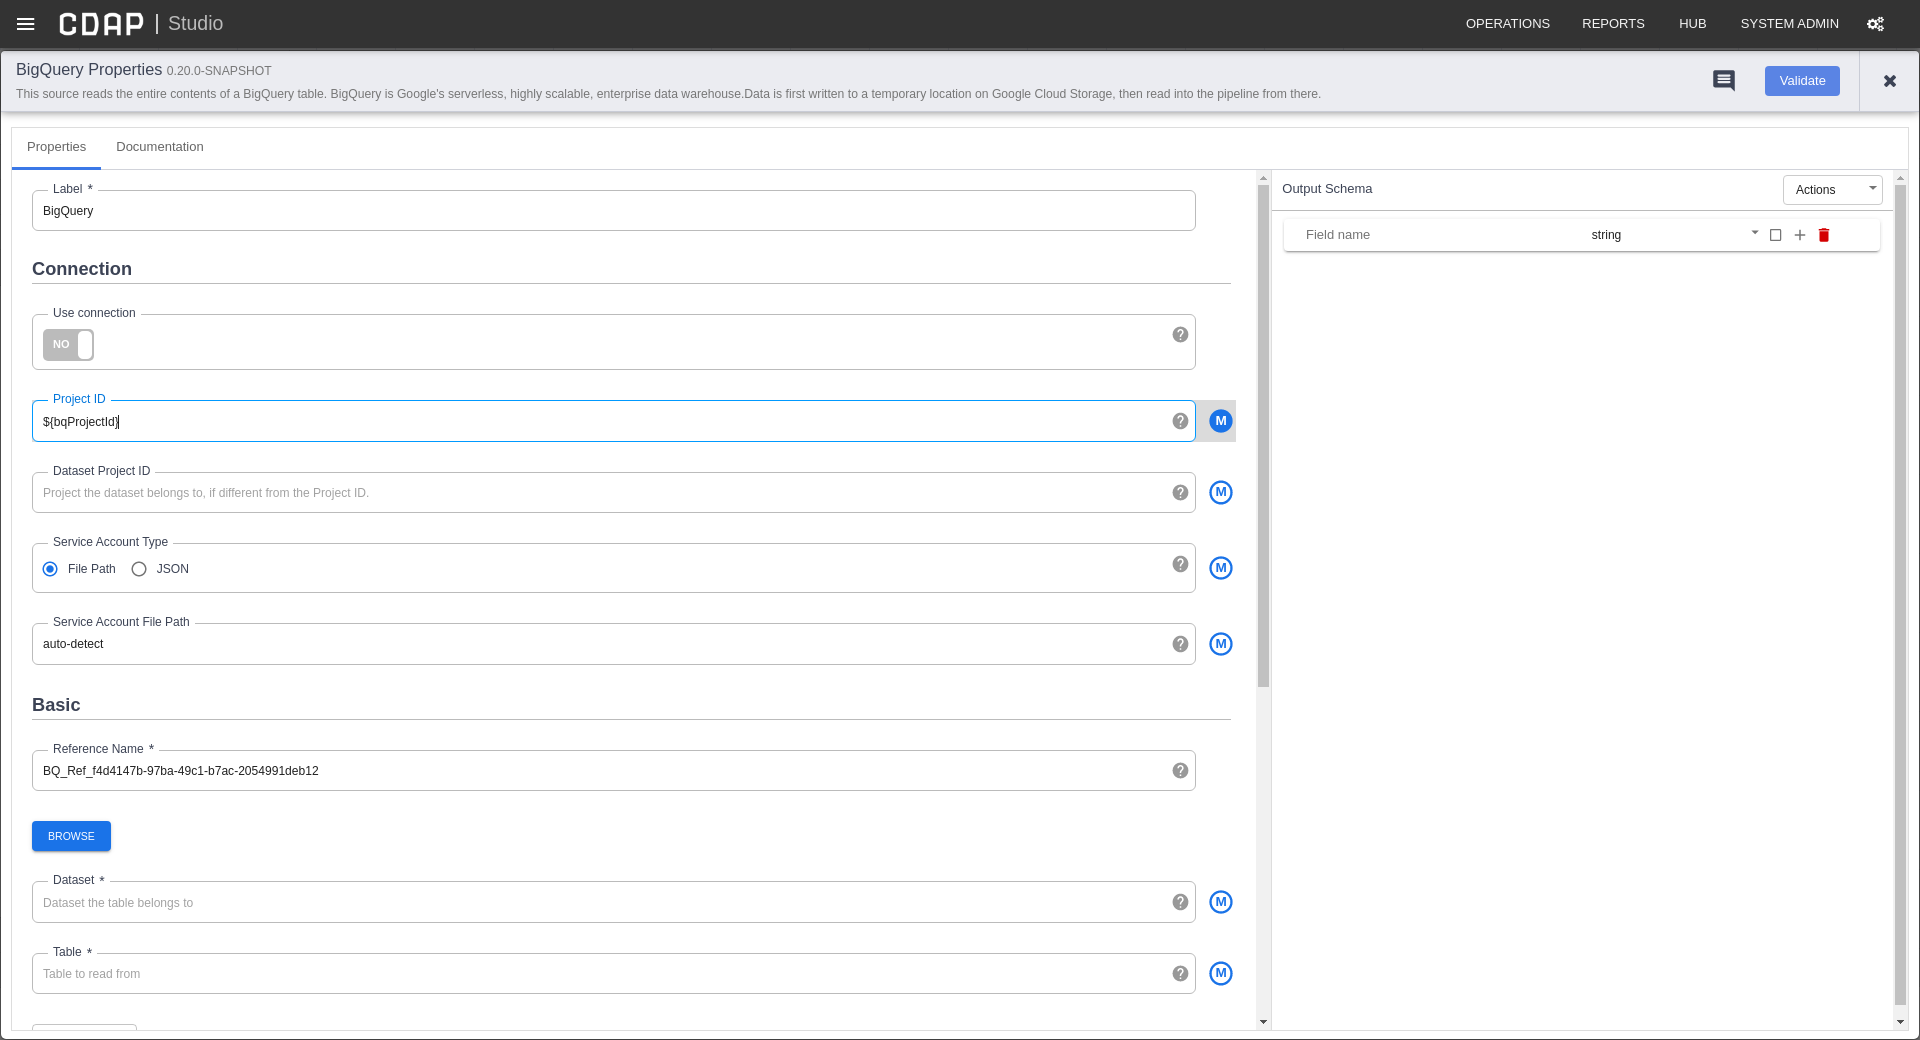 CDAP | Studio OPERATIONS REPORTS HUB SYSTEM ADMIN
BigQuery Properties 0.20.0-SNAPSHOT
This source reads the entire contents of a BigQuery table. BigQuery is Google's serverless, highly scalable, enterprise data warehouse.Data is first written to a temporary location on Google Cloud Storage, then read into the pipeline from there.
Validate
Properties Documentation
Label *
BigQuery
Connection
Use connection
NO
Project ID
${bqProjectId}
M
Dataset Project ID
Project the dataset belongs to, if different from the Project ID.
M
Service Account Type
File Path JSON
M
Service Account File Path
auto-detect
M
Basic
Reference Name *
BQ_Ref_f4d4147b-97ba-49c1-b7ac-2054991deb12
BROWSE
Dataset *
Dataset the table belongs to
M
Table *
Table to read from
M
Output Schema
Actions
Field name string